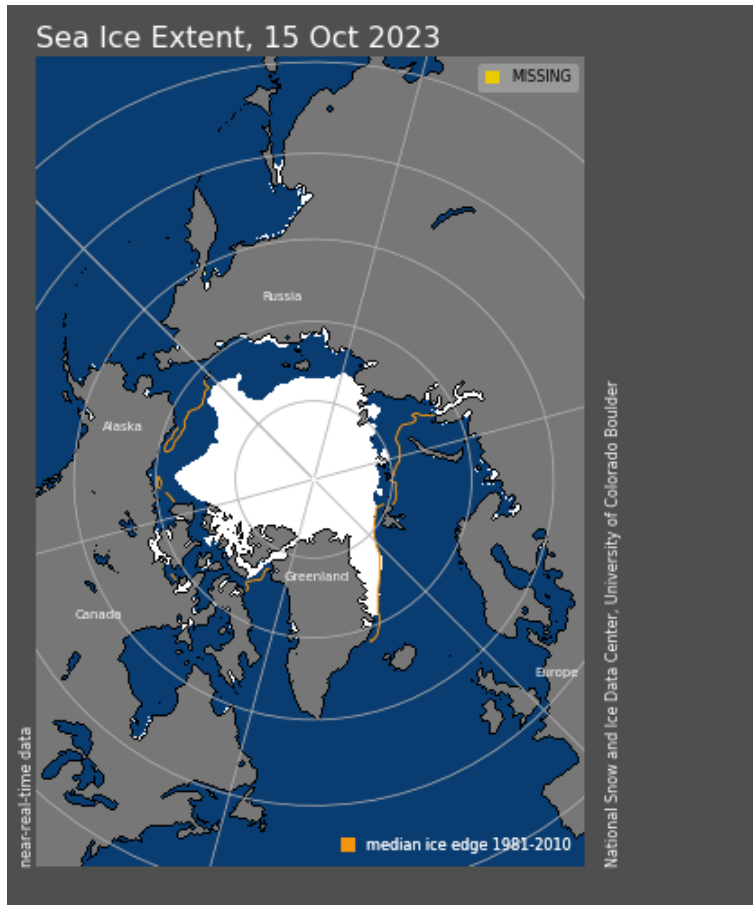 Sea Ice Extent, 15 Oct 2023
MISSING
Russia
Alaska
Greenland
Canada
Europe
near-real-time data
National Snow and Ice Data Center, University of Colorado Boulder
median ice edge 1981-2010